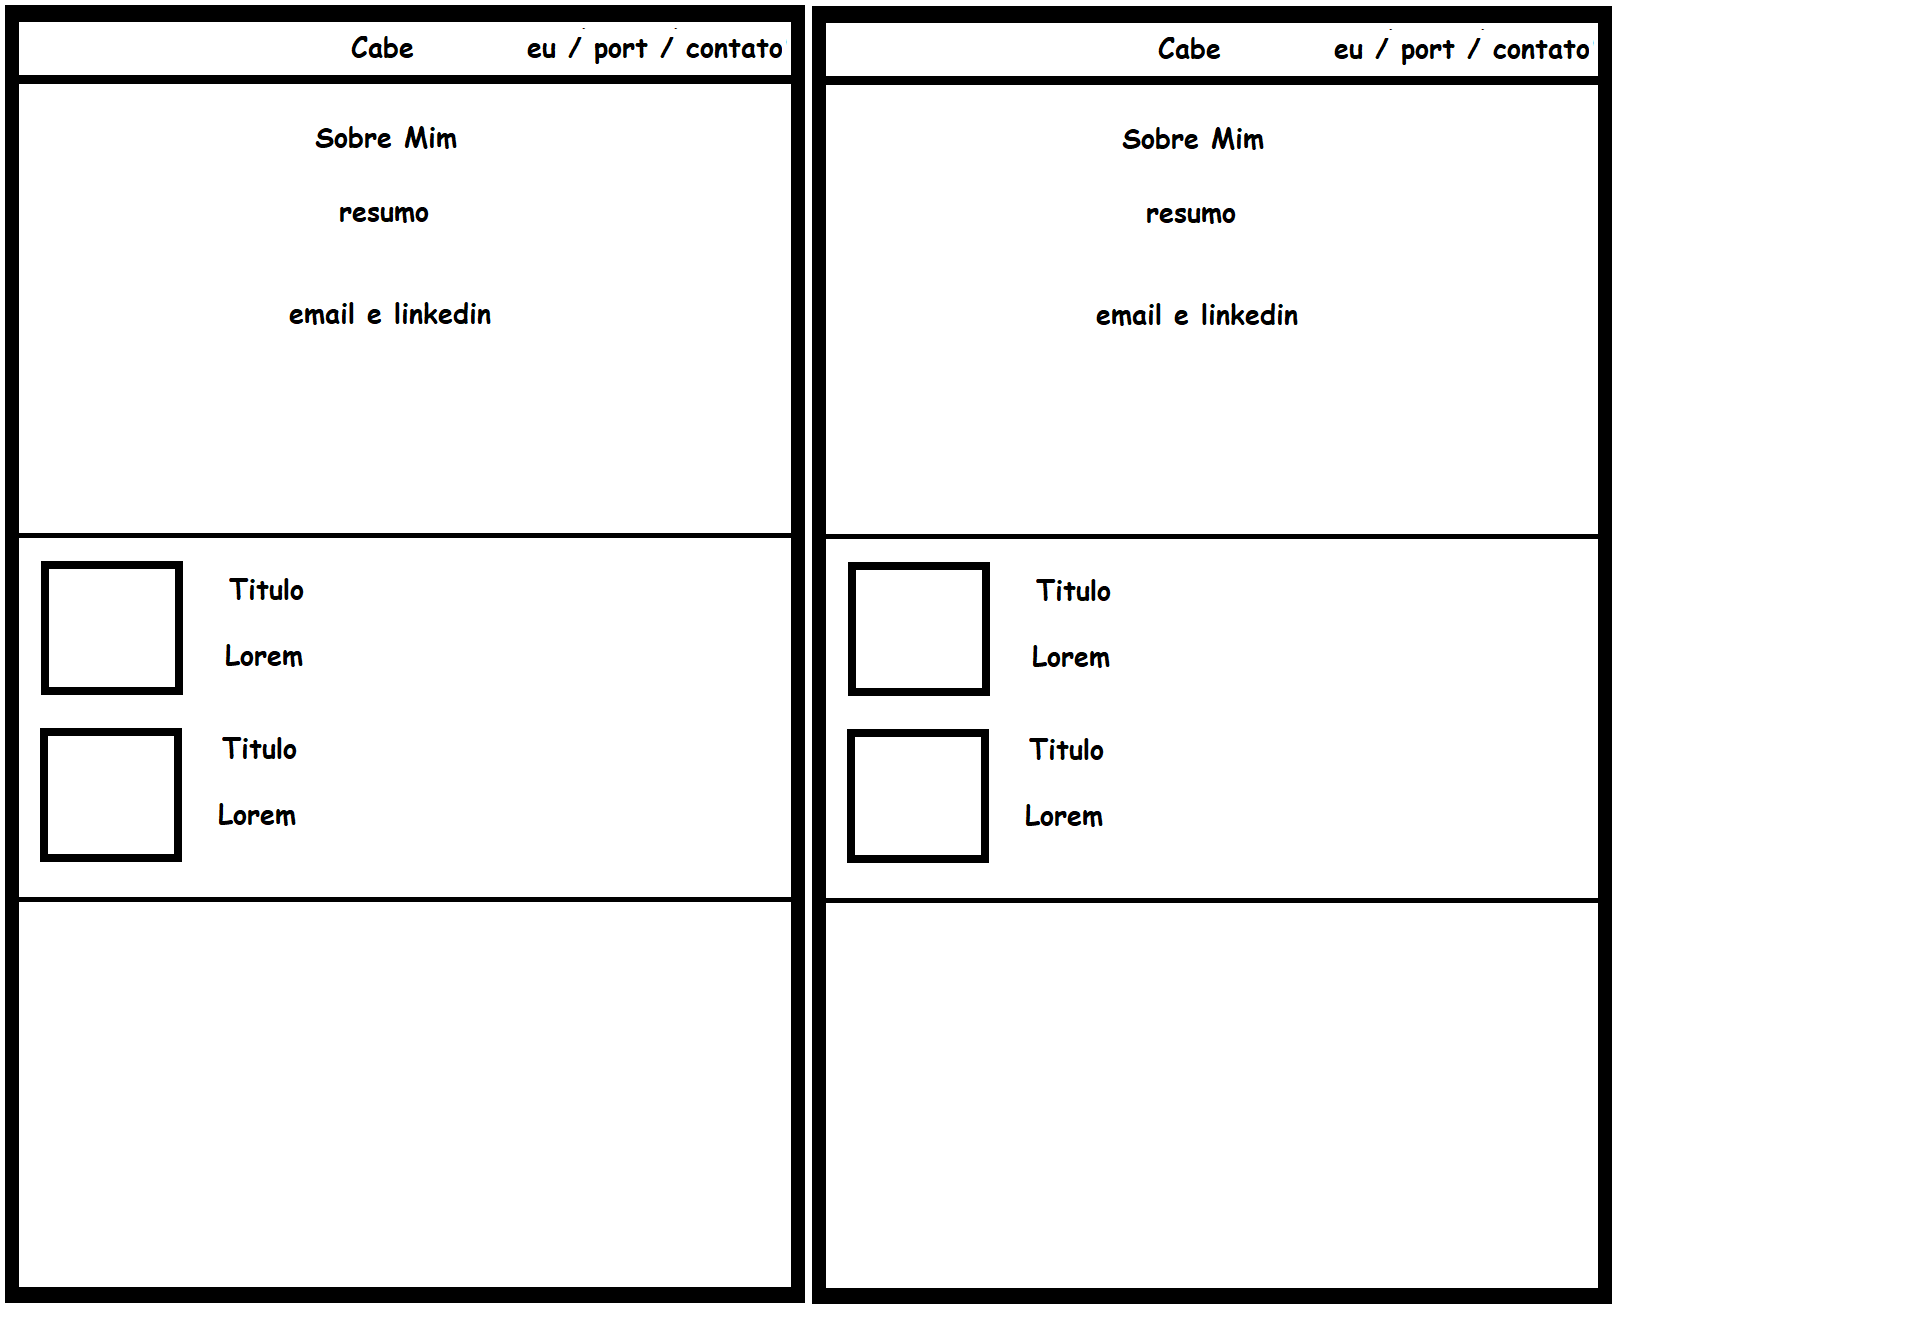 Cabe eu / port / contato
Sobre Mim
resumo
email e linkedin
Titulo
Lorem
Titulo
Lorem
Cabe eu / port / contato
Sobre Mim
resumo
email e linkedin
Titulo
Lorem
Titulo
Lorem